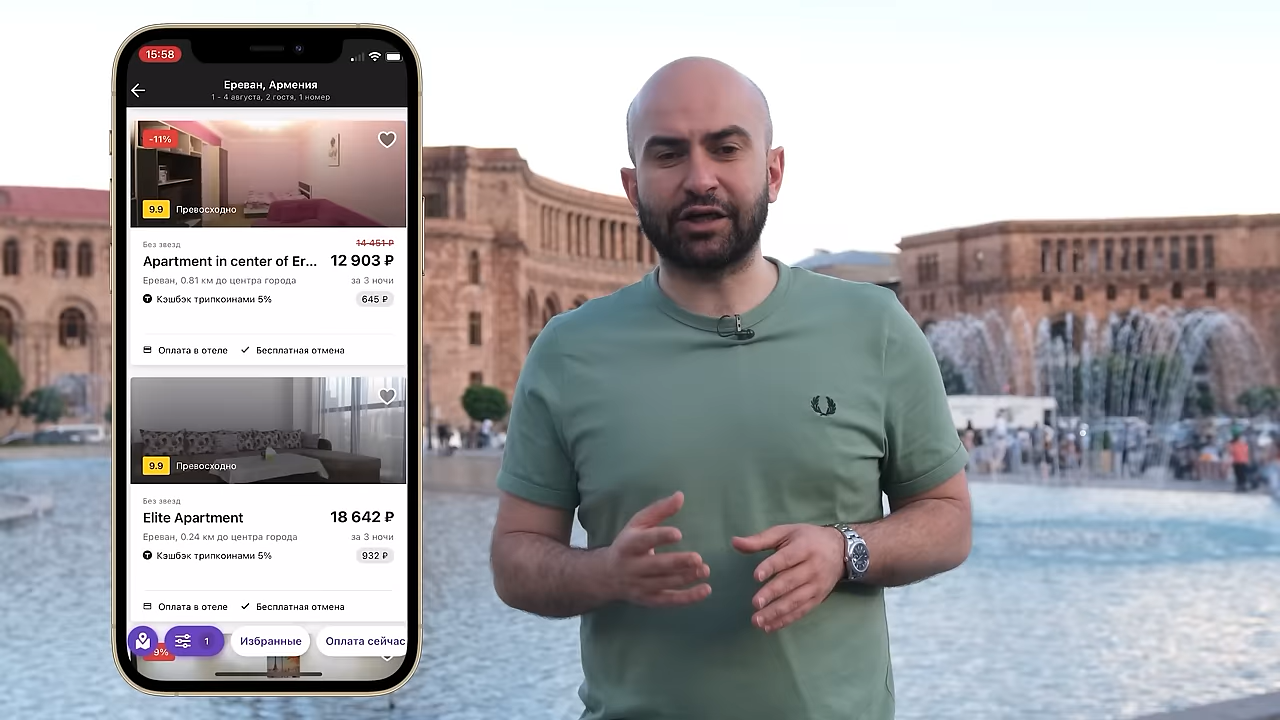 15:58
Ереван, Армения
1 - 4 августа, 2 гостя, 1 номер
-11%
9.9 Превосходно
Без звезд
14 451 ₽
Apartment in center of Er...
12 903 ₽
Ереван, 0.81 км до центра города
за 3 ночи
Кэшбэк трипкоинами 5%
645 ₽
Оплата в отеле
Бесплатная отмена
9.9 Превосходно
Без звезд
Elite Apartment
18 642 ₽
Ереван, 0.24 км до центра города
за 3 ночи
Кэшбэк трипкоинами 5%
932 ₽
Оплата в отеле
Бесплатная отмена
1
Избранные
Оплата сейчас
9%